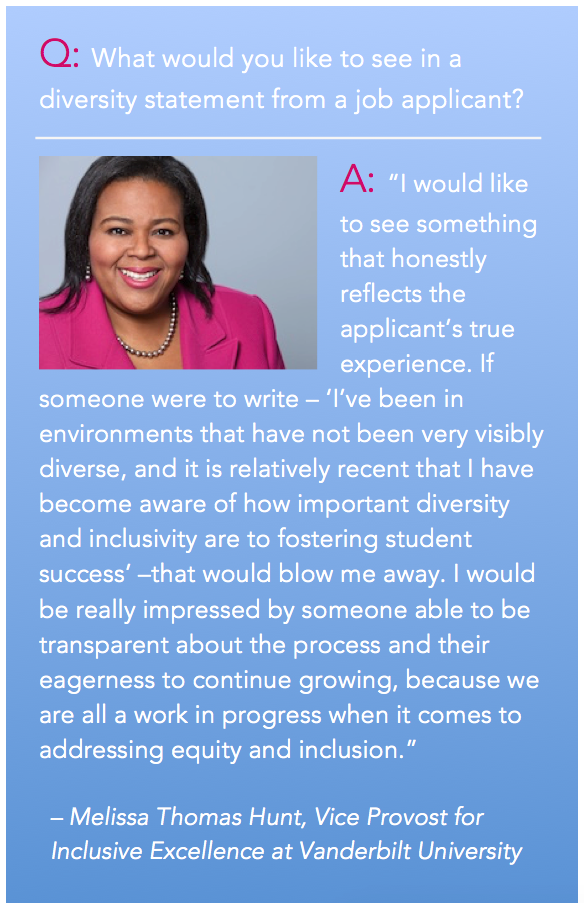 Q: What would you like to see in a
diversity statement from a job applicant?
A: “I would like
to see something
that honestly
reflects the
applicant’s true
experience. If
someone were to write – ‘I’ve been in
environments that have not been very visibly
diverse, and it is relatively recent that I have
become aware of how important diversity
and inclusivity are to fostering student
success’ –that would blow me away. I would
be really impressed by someone able to be
transparent about the process and their
eagerness to continue growing, because we
are all a work in progress when it comes to
addressing equity and inclusion.”
– Melissa Thomas Hunt, Vice Provost for
Inclusive Excellence at Vanderbilt University